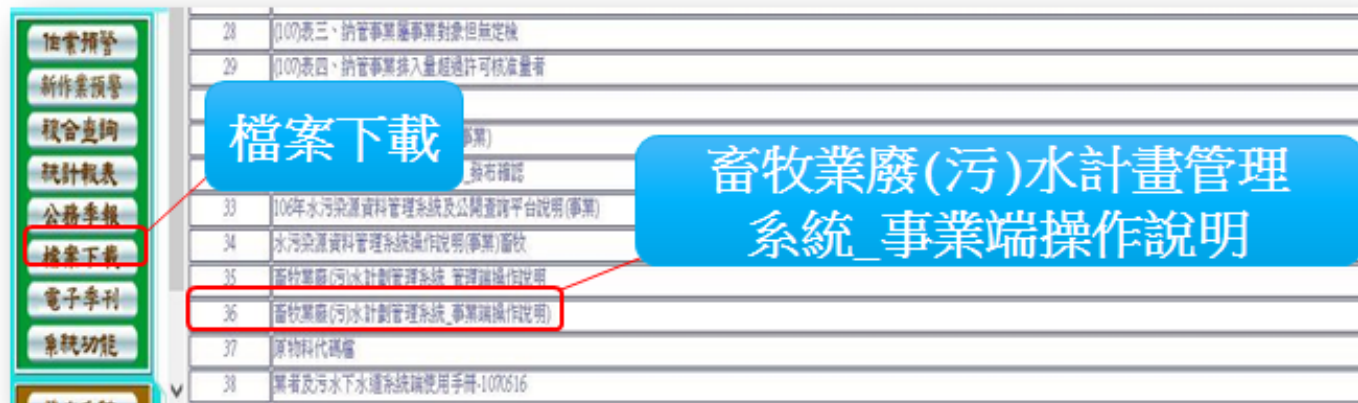 作業預警
新作業預警
複合查詢
統計報表
公務季報
檔案下載
電子季刊
系統功能
28 (107)表三、納管事業屬事業對象但無定檢
29 (107)表四、納管事業排入量超過許可核准量者
事業)
_發布確認
33 106年水污染源資料管理系統及公開查詢平台說明(事業)
34 水污染源資料管理系統操作說明(事業)畜牧
35 畜牧業廢(污)水計劃管理系統_管理端操作說明
36 畜牧業廢(污)水計劃管理系統_事業端操作說明)
37 原物料代碼檔
38 業者及污水下水道系統端使用手冊-1070516
檔案下載
畜牧業廢(污)水計畫管理
系統_事業端操作說明